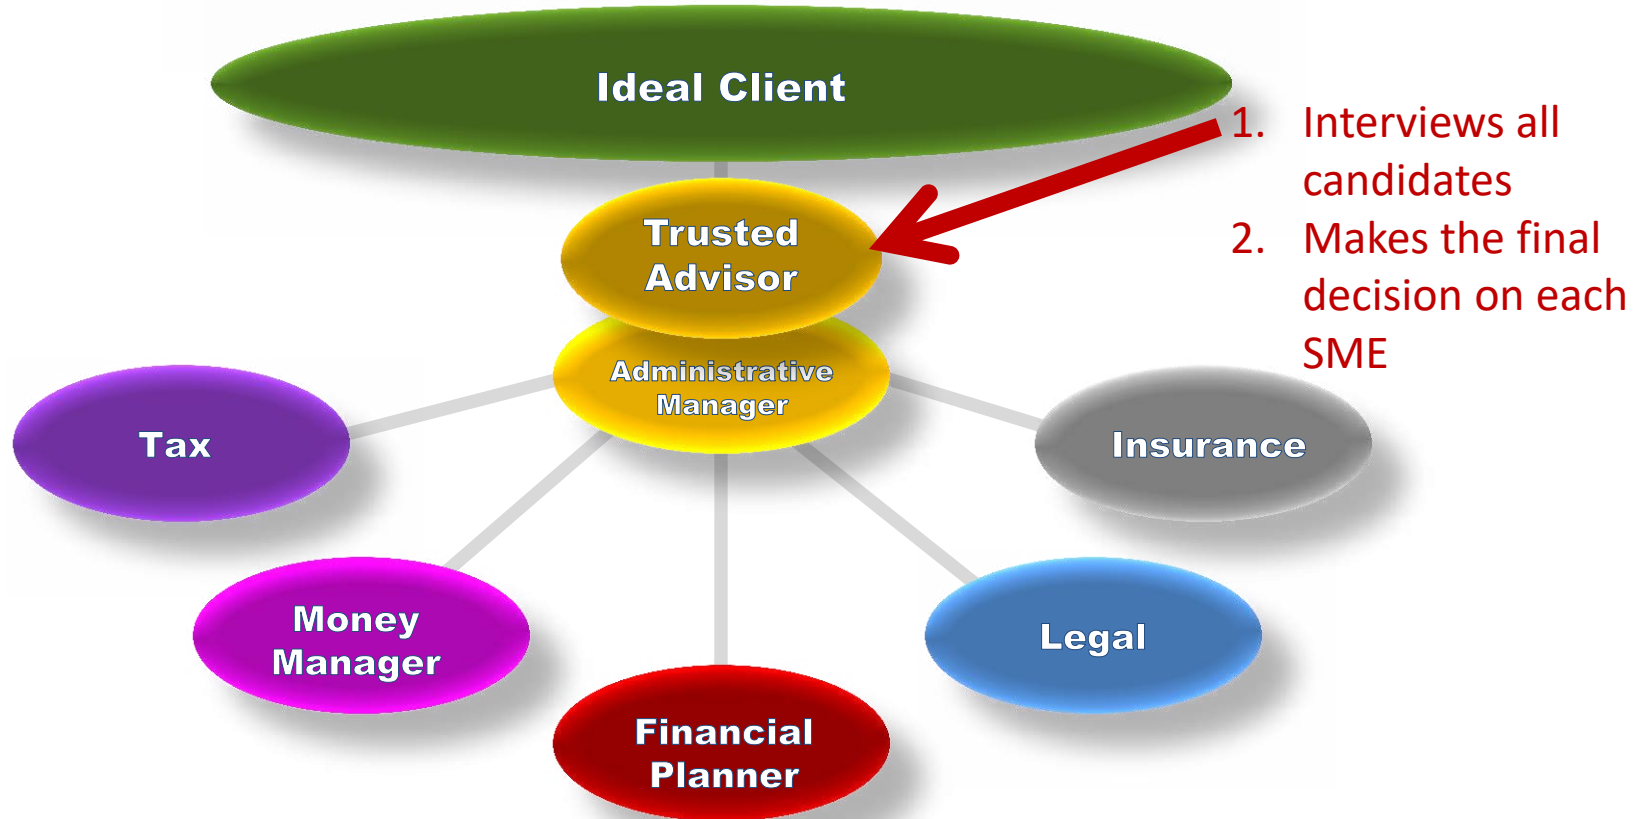 Ideal Client
1. Interviews all
candidates
2. Makes the final
decision on each
SME
Trusted
Advisor
Administrative
Manager
Tax
Insurance
Money
Manager
Legal
Financial
Planner